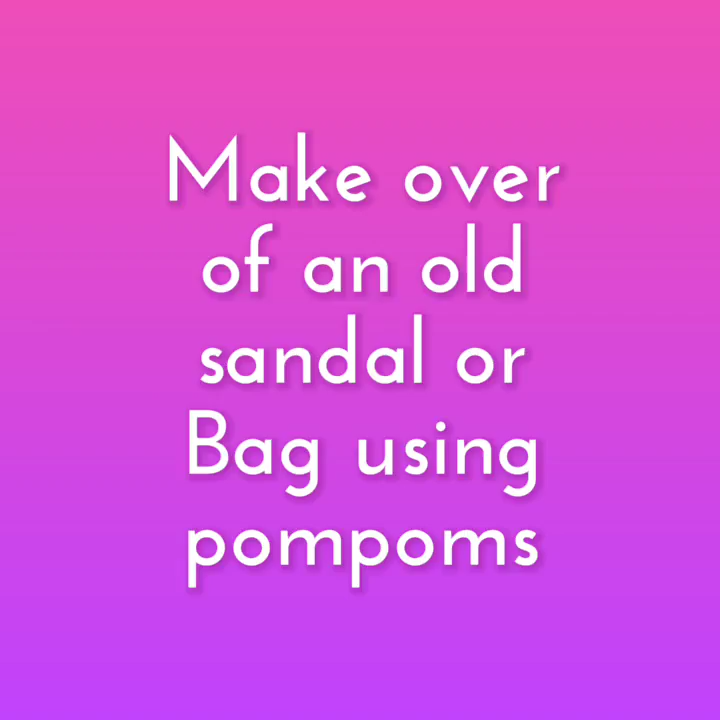 Make over
of an old
sandal or
Bag using
pompoms